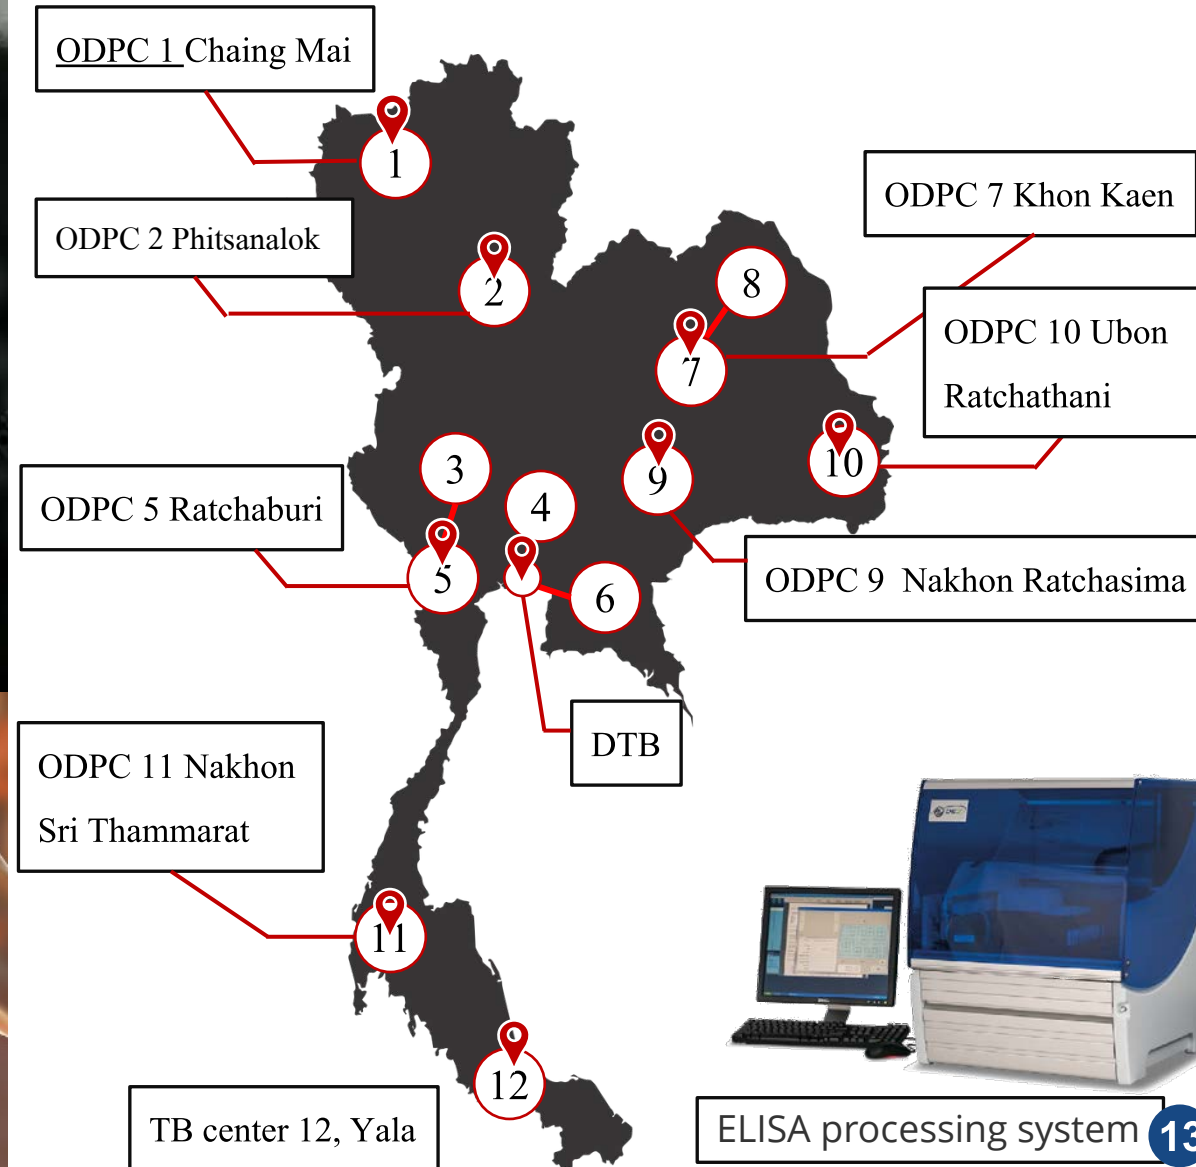 ODPC 1 Chaing Mai
1
ODPC 7 Khon Kaen
ODPC 2 Phitsanalok
2
8
7
ODPC 10 Ubon
Ratchathani
3
9
10
4
ODPC 5 Ratchaburi
5
6
ODPC 9  Nakhon Ratchasima
DTB
ODPC 11 Nakhon
Sri Thammarat
11
12
TB center 12, Yala
ELISA processing system
13